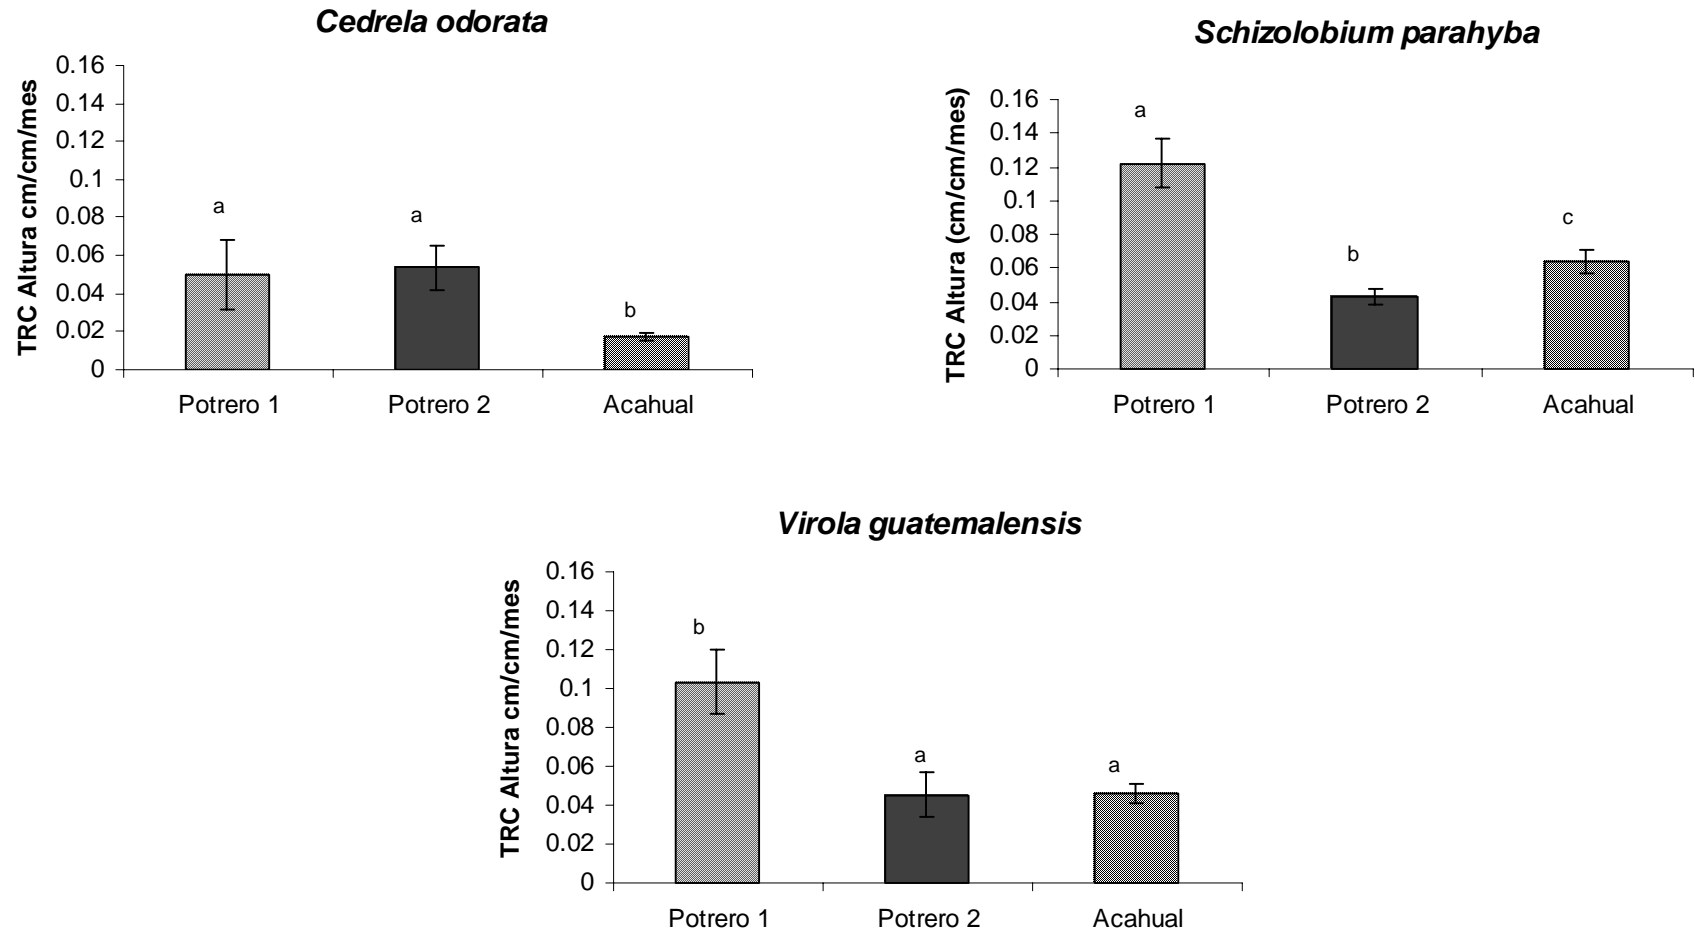 Cedrela odorata
TRC Altura cm/cm/mes
0.16
0.14
0.12
0.1
0.08
0.06
0.04
0.02
0
a
a
b
Potrero 1 Potrero 2 Acahual
Schizolobium parahyba
TRC Altura (cm/cm/mes)
0.16
0.14
0.12
0.1
0.08
0.06
0.04
0.02
0
a
b
c
Potrero 1 Potrero 2 Acahual
Virola guatemalensis
TRC Altura cm/cm/mes
0.16
0.14
0.12
0.1
0.08
0.06
0.04
0.02
0
b
a
a
Potrero 1 Potrero 2 Acahual